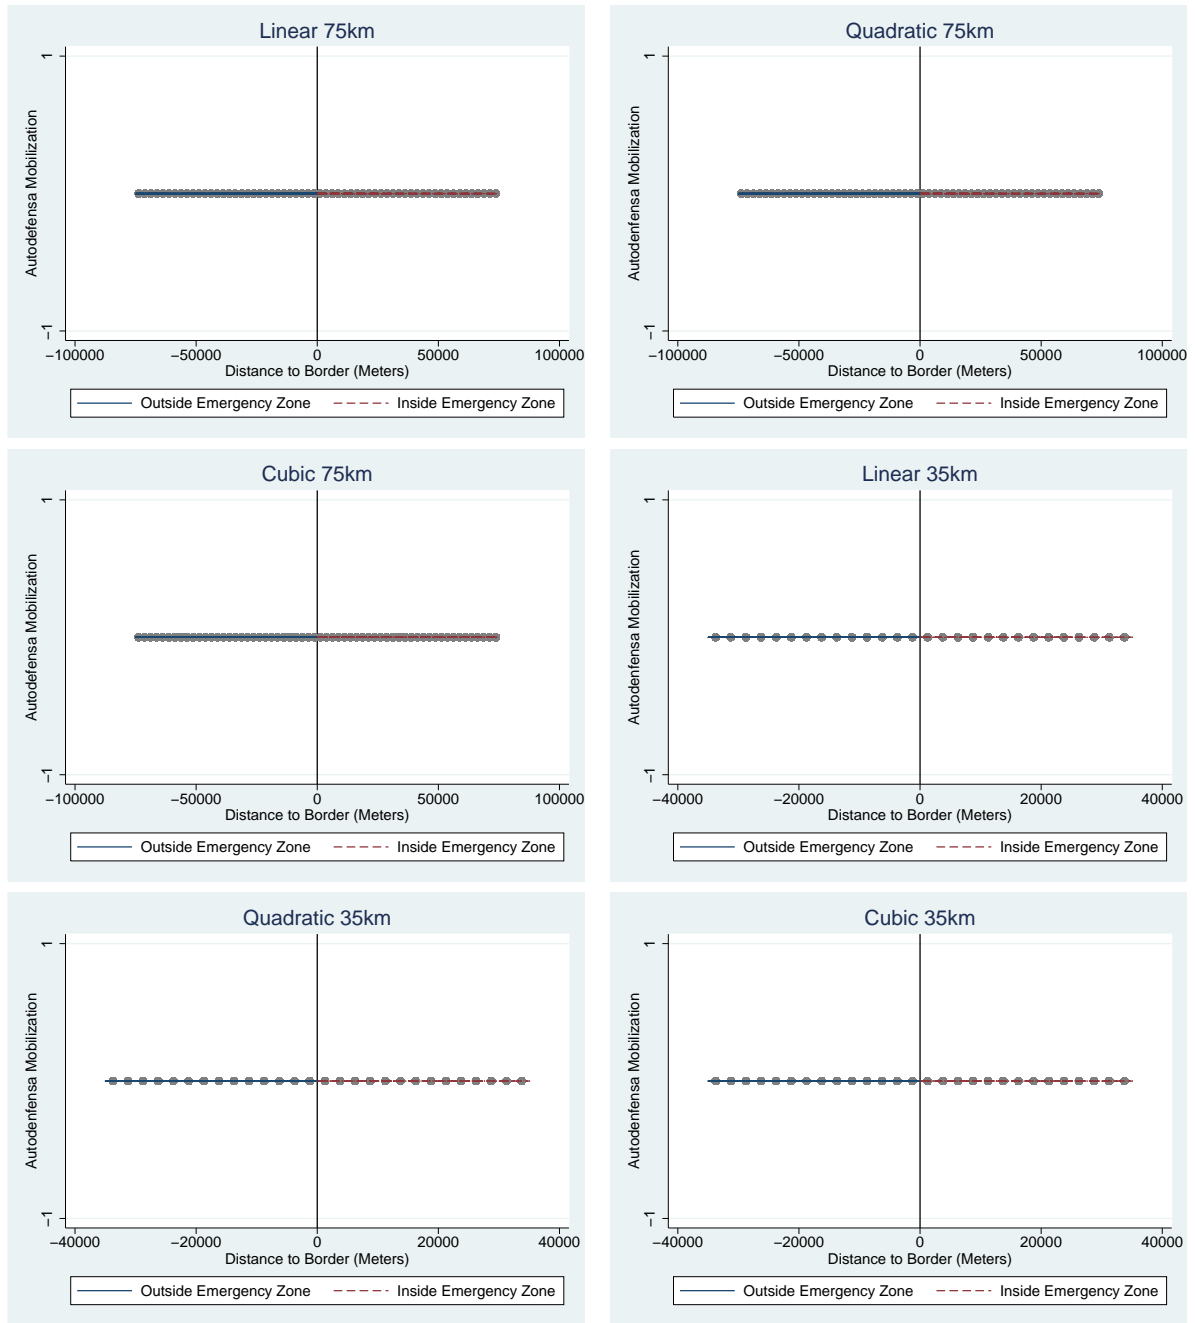 Linear 75km
Autodefensa Mobilization
1
−1
−100000 −50000 0 50000 100000
Distance to Border (Meters)
Outside Emergency Zone Inside Emergency Zone
Quadratic 75km
Autodenfensa Mobilization
1
−1
−100000 −50000 0 50000 100000
Distance to Border (Meters)
Outside Emergency Zone Inside Emergency Zone
Cubic 75km
Autodefensa Mobilization
1
−1
−100000 −50000 0 50000 100000
Distance to Border (Meters)
Outside Emergency Zone Inside Emergency Zone
Linear 35km
Autodenfensa Mobilization
1
−1
−40000 −20000 0 20000 40000
Distance to Border (Meters)
Outside Emergency Zone Inside Emergency Zone
Quadratic 35km
Autodenfensa Mobilization
1
−1
−40000 −20000 0 20000 40000
Distance to Border (Meters)
Outside Emergency Zone Inside Emergency Zone
Cubic 35km
Autodenfensa Mobilization
1
−1
−40000 −20000 0 20000 40000
Distance to Border (Meters)
Outside Emergency Zone Inside Emergency Zone